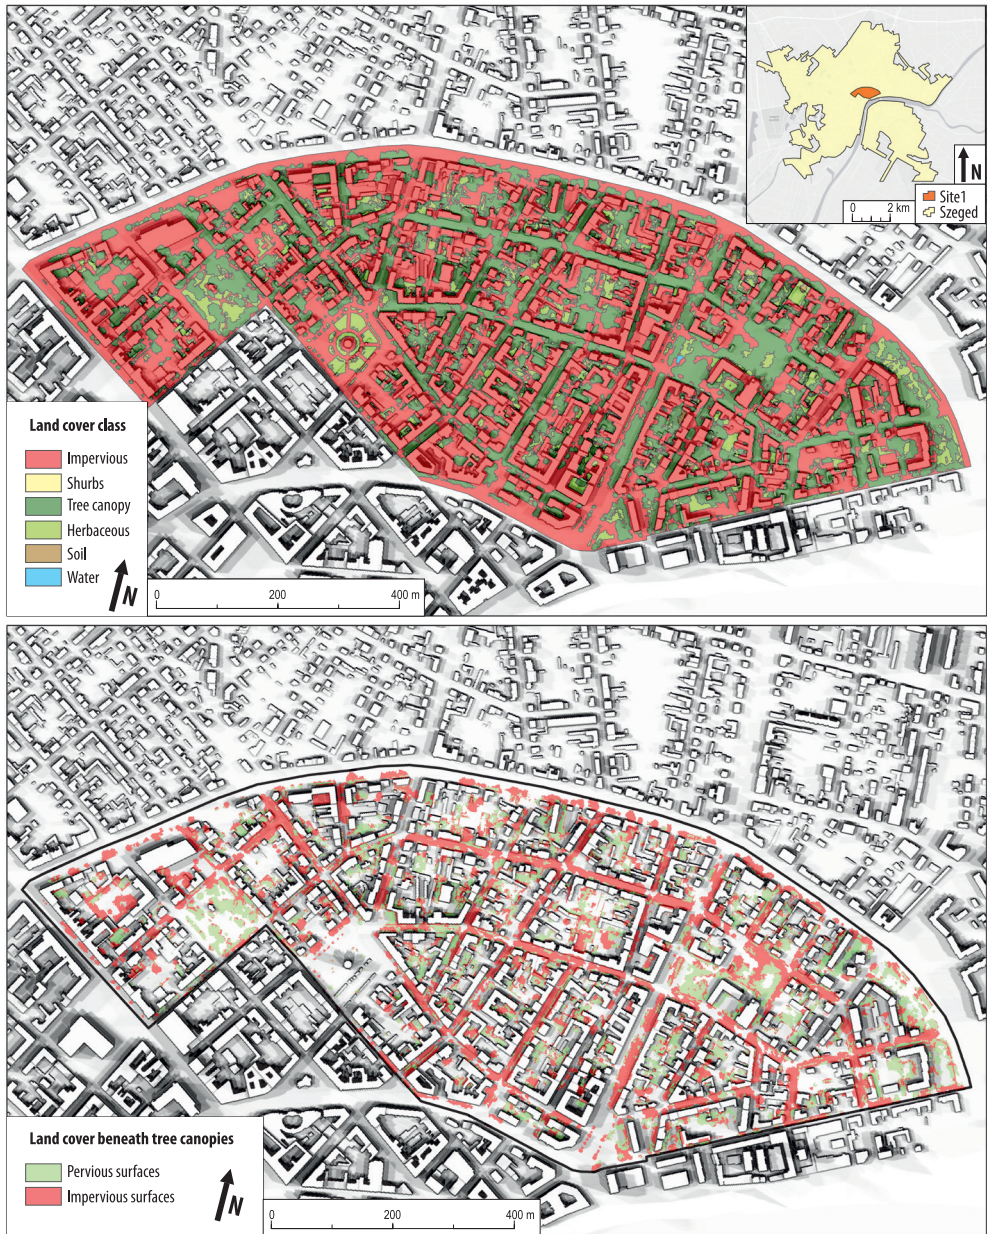 N
0 2 km
Site1
Szeged
Land cover class
Impervious
Shurbs
Tree canopy
Herbaceous
Soil
Water
N
0 200 400 m
Land cover beneath tree canopies
Pervious surfaces
Impervious surfaces
N
0 200 400 m